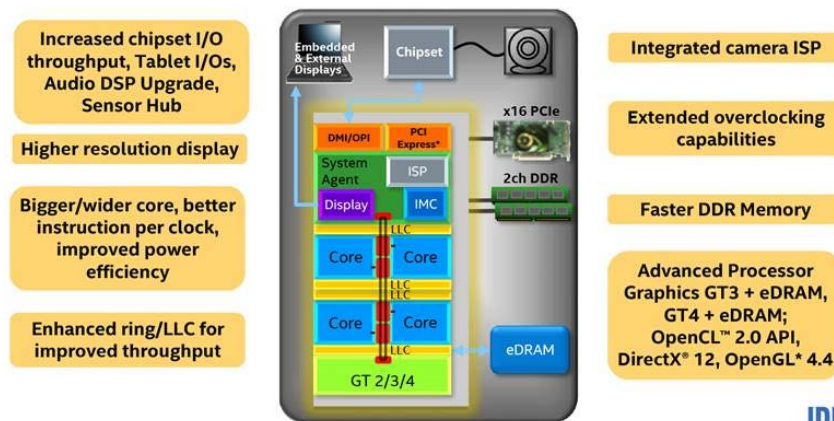 Increased chipset I/O
throughput, Tablet I/Os,
Audio DSP Upgrade,
Sensor Hub
Higher resolution display
Bigger/wider core, better
instruction per clock,
improved power
efficiency
Enhanced ring/LLC for
improved throughput
Embedded
& External
Displays
Chipset
x16 PCIe
DMI/OPI
PCI
Express*
System
Agent
ISP
2ch DDR
Display
IMC
LLC
Core
Core
LLC
LLC
Core
Core
LLC
eDRAM
GT 2/3/4
Integrated camera ISP
Extended overclocking
capabilities
Faster DDR Memory
Advanced Processor
Graphics GT3 + eDRAM,
GT4 + eDRAM;
OpenCL™ 2.0 API,
DirectX® 12, OpenGL* 4.4